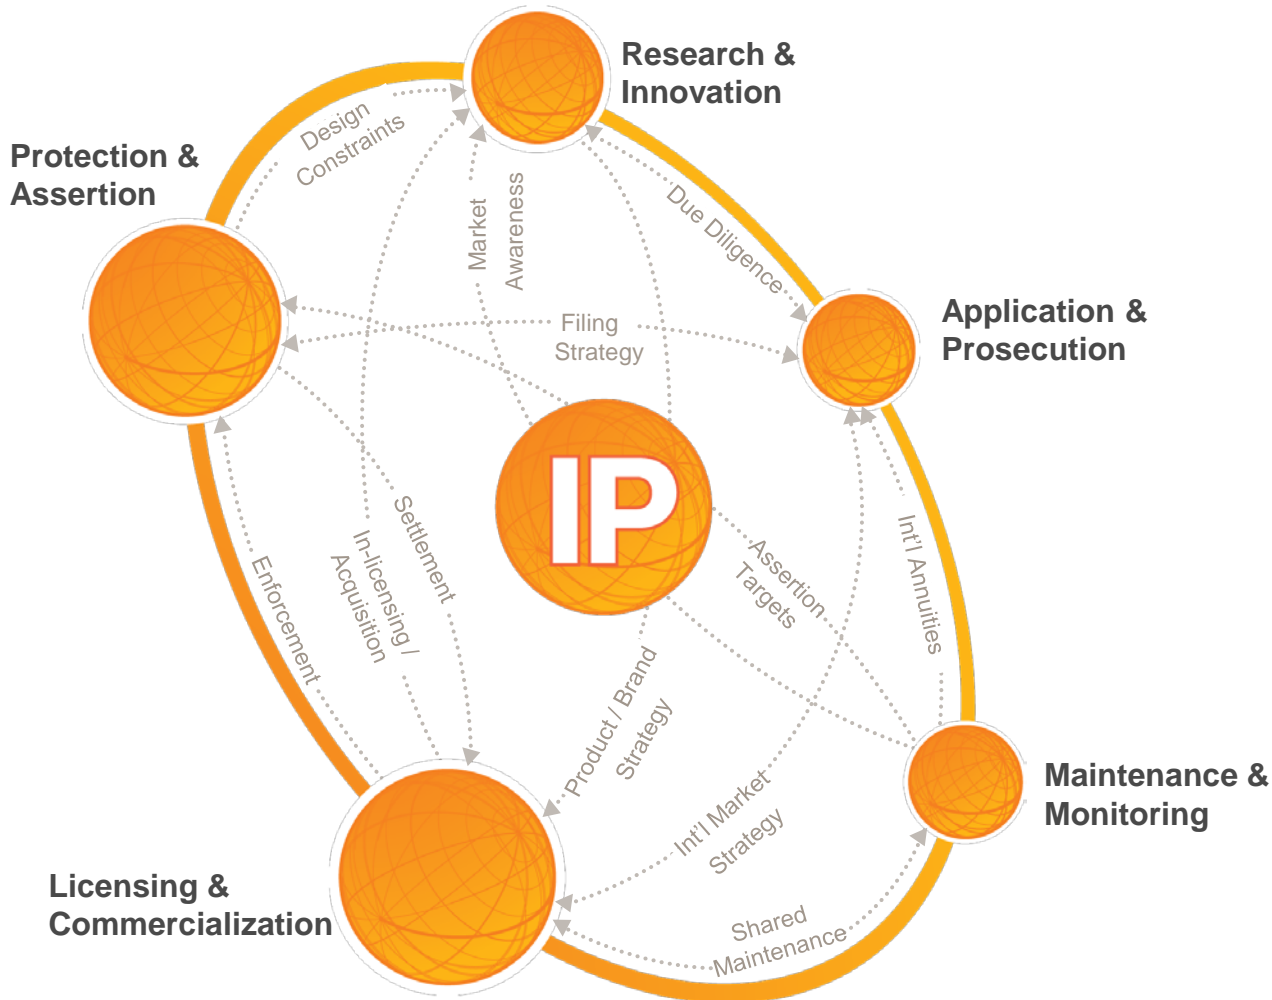 Research &
Innovation
Design
Constraints
Protection &
Assertion
Market
Awareness
Due Diligence
Application &
Prosecution
Filing
Strategy
IP
Settlement
In-licensing /
Acquisition
Enforcement
Assertion
Targets
Int'l Annuities
Product / Brand
Strategy
Int'l Market
Strategy
Maintenance &
Monitoring
Licensing &
Commercialization
Shared
Maintenance